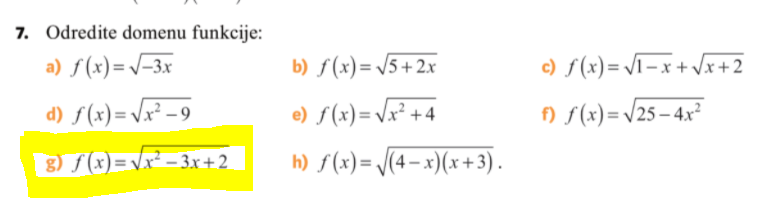 7. Odredite domenu funkcije:
a) f(x)=√(-3x) b) f(x)=√(5+2x) c) f(x)=√(1-x)+√(x+2)
d) f(x)=√(x²-9) e) f(x)=√(x²+4) f) f(x)=√(25-4x²)
g) f(x)=√(x²-3x+2) h) f(x)=√((4-x)(x+3)).